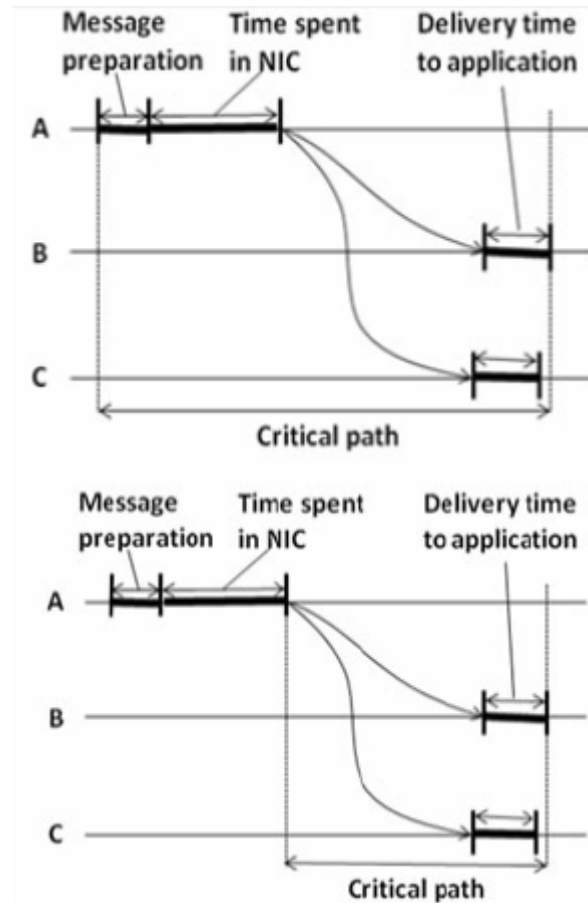 Message preparation
Time spent in NIC
Delivery time to application
A
B
C
Critical path
Message preparation
Time spent in NIC
Delivery time to application
A
B
C
Critical path